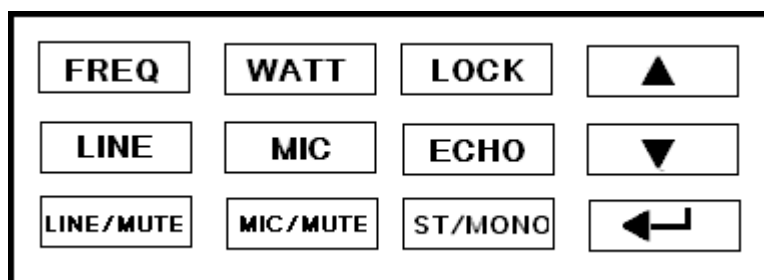 FREQ WATT LOCK ▲
LINE MIC ECHO ▼
LINE/MUTE MIC/MUTE ST/MONO ↵